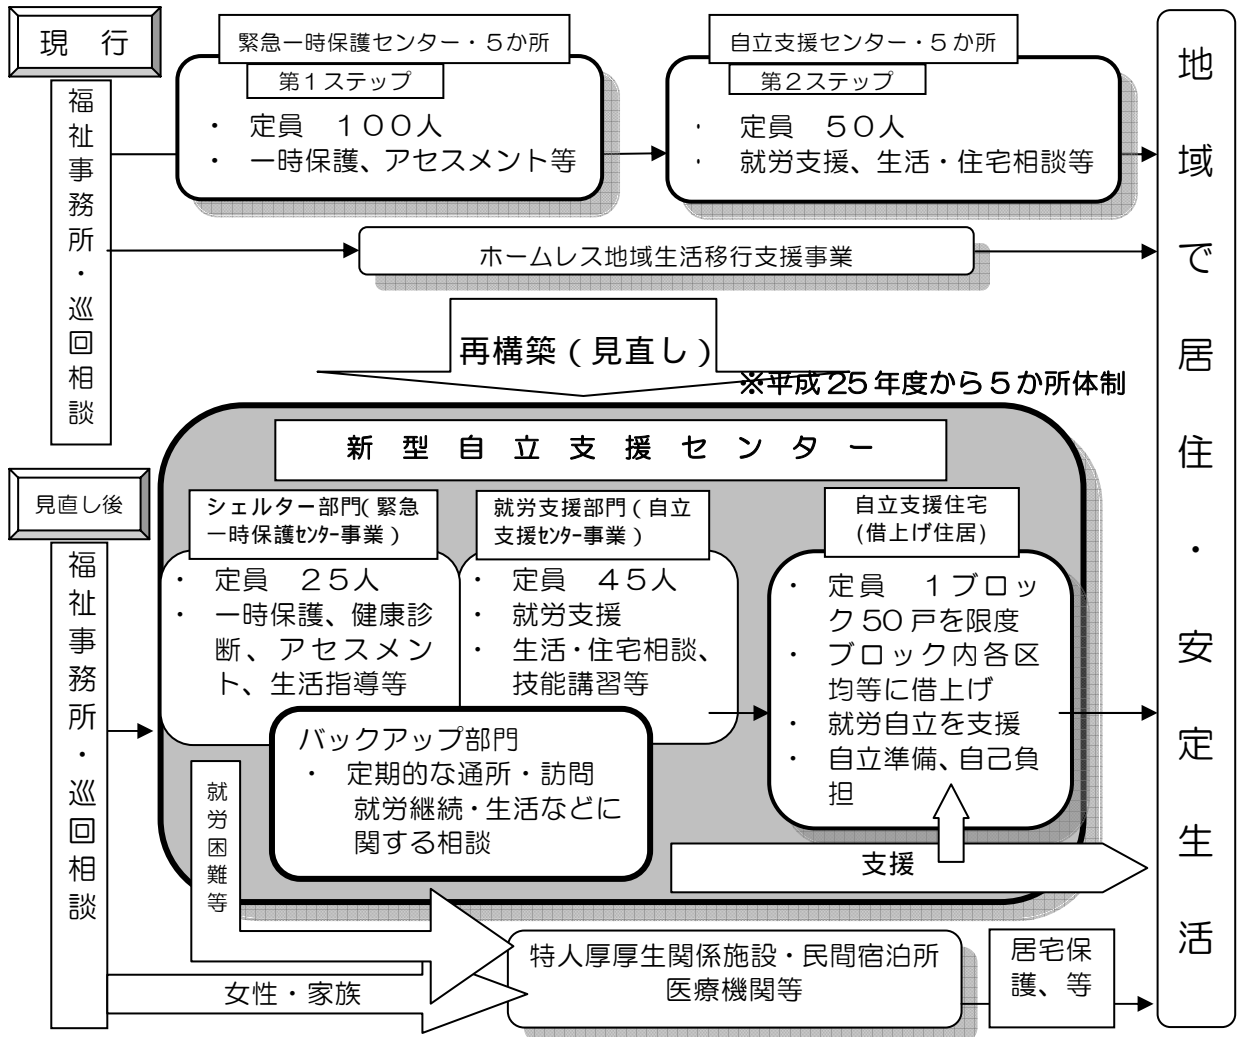 現 行
福祉事務所・巡回相談
緊急一時保護センター・5か所
第1ステップ
・ 定員 100人
・ 一時保護、アセスメント等
自立支援センター・5か所
第2ステップ
・ 定員 50人
・ 就労支援、生活・住宅相談等
ホームレス地域生活移行支援事業
地域で居住・安定生活
再構築(見直し)
※平成25年度から5か所体制
見直し後
福祉事務所・巡回相談
新型自立支援センター
シェルター部門(緊急
一時保護センター事業)
・ 定員 25人
・ 一時保護、健康診
断、アセスメン
ト、生活指導等
就労支援部門(自立
支援センター事業)
・ 定員 45人
・ 就労支援
・ 生活・住宅相談、
技能講習等
自立支援住宅
(借上げ住居)
・ 定員 1ブロッ
ク50戸を限度
・ ブロック内各区
均等に借上げ
・ 就労自立を支援
・ 自立準備、自己負
担
バックアップ部門
・ 定期的な通所・訪問
就労継続・生活などに
関する相談
就労困難等
支援
女性・家族
特人厚厚生関係施設・民間宿泊所
医療機関等
居宅保
護、等